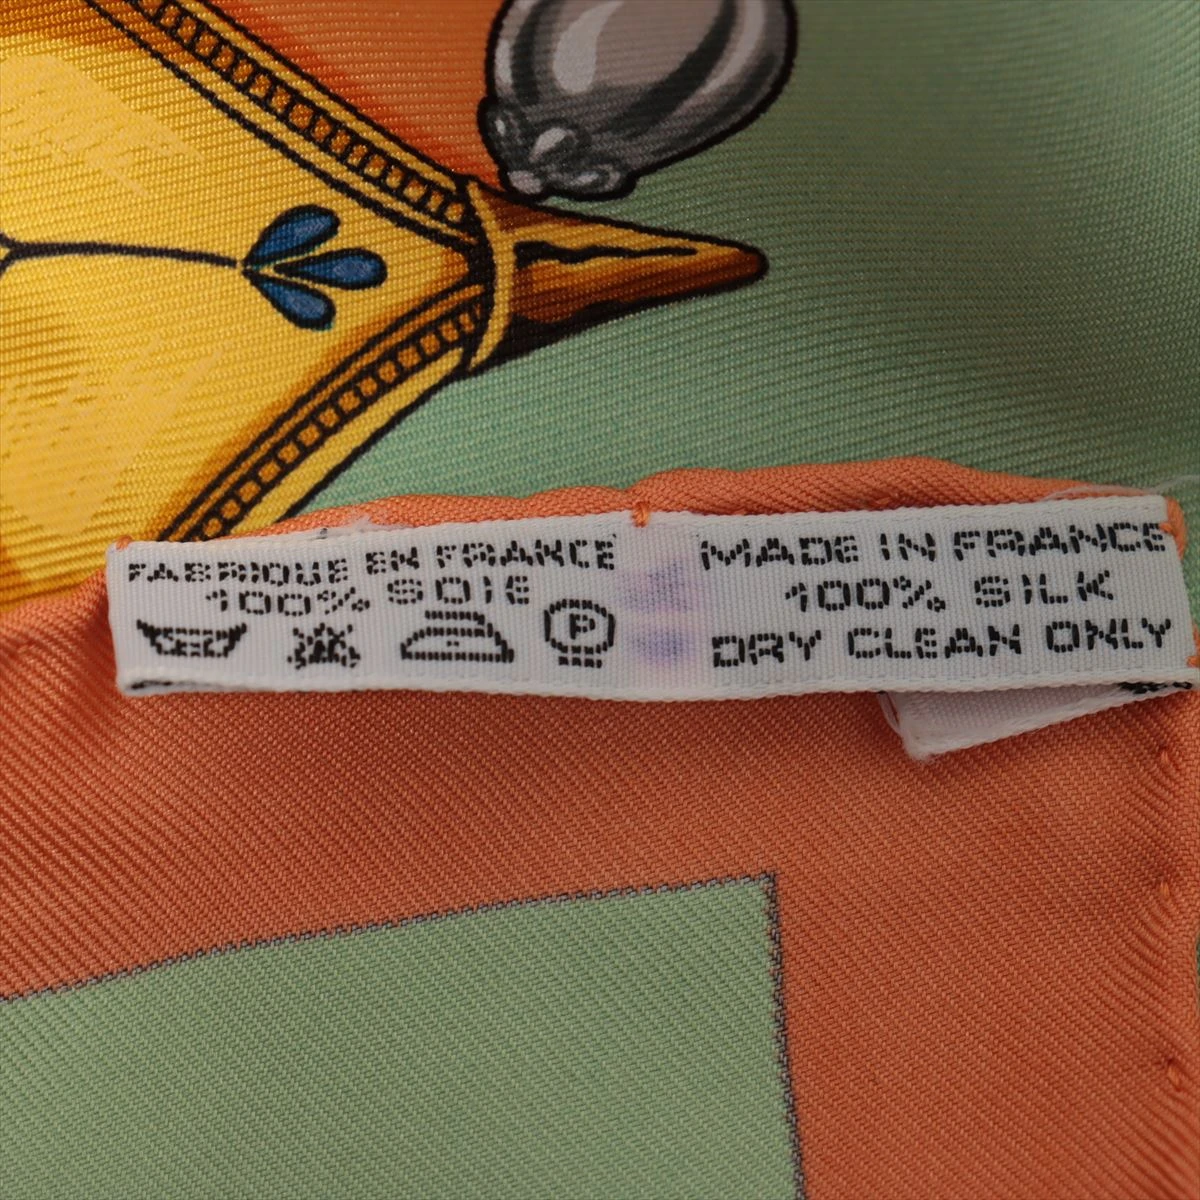 FABRIQUE EN FRANCE
100% SOIE
P
MADE IN FRANCE
100% SILK
DRY CLEAN ONLY